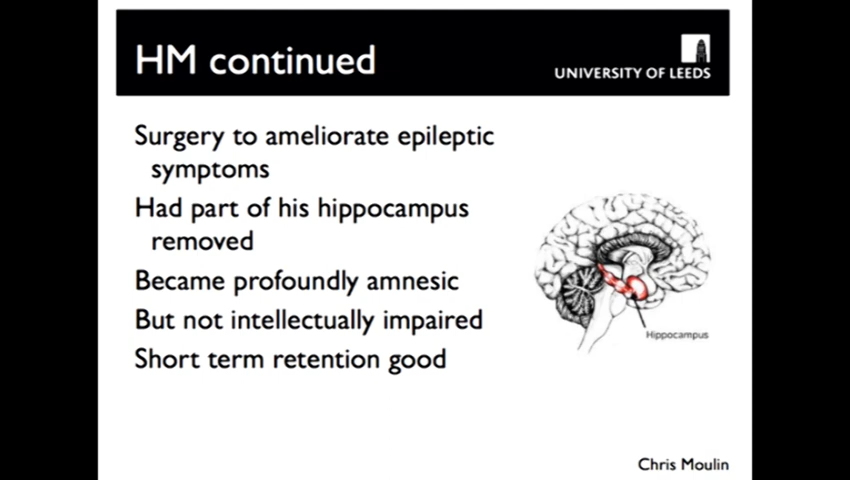 HM continued
UNIVERSITY OF LEEDS
Surgery to ameliorate epileptic
symptoms
Had part of his hippocampus
removed
Became profoundly amnesic
But not intellectually impaired
Short term retention good
Hippocampus
Chris Moulin